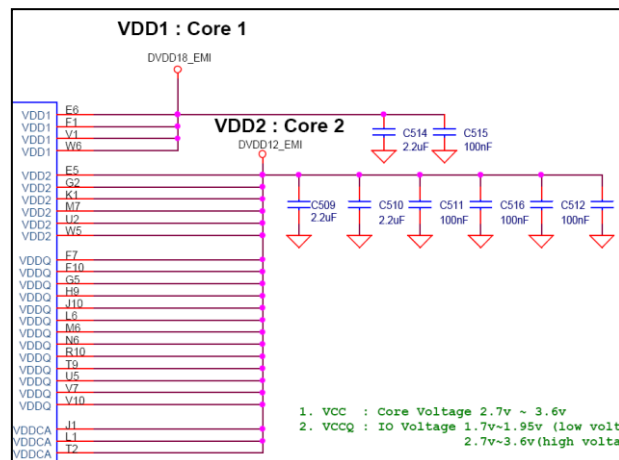 VDD1 : Core 1
DVDD18_EMI
VDD1 E6
VDD1 F1
VDD1 V1
VDD1 W6
C514
2.2uF
C515
100nF
VDD2 : Core 2
DVDD12_EMI
VDD2 E5
VDD2 G2
VDD2 K1
VDD2 M7
VDD2 U2
VDD2 W5
C509
2.2uF
C510
2.2uF
C511
100nF
C516
100nF
C512
100nF
VDDQ F7
VDDQ F10
VDDQ G5
VDDQ H9
VDDQ J10
VDDQ L6
VDDQ M6
VDDQ N6
VDDQ R10
VDDQ T9
VDDQ U5
VDDQ V7
VDDQ V10
VDDCA J1
VDDCA L1
VDDCA T2
1. VCC : Core Voltage 2.7v ~ 3.6v
2. VCCQ : IO Voltage 1.7v~1.95v (low volt
2.7v~3.6v(high volta